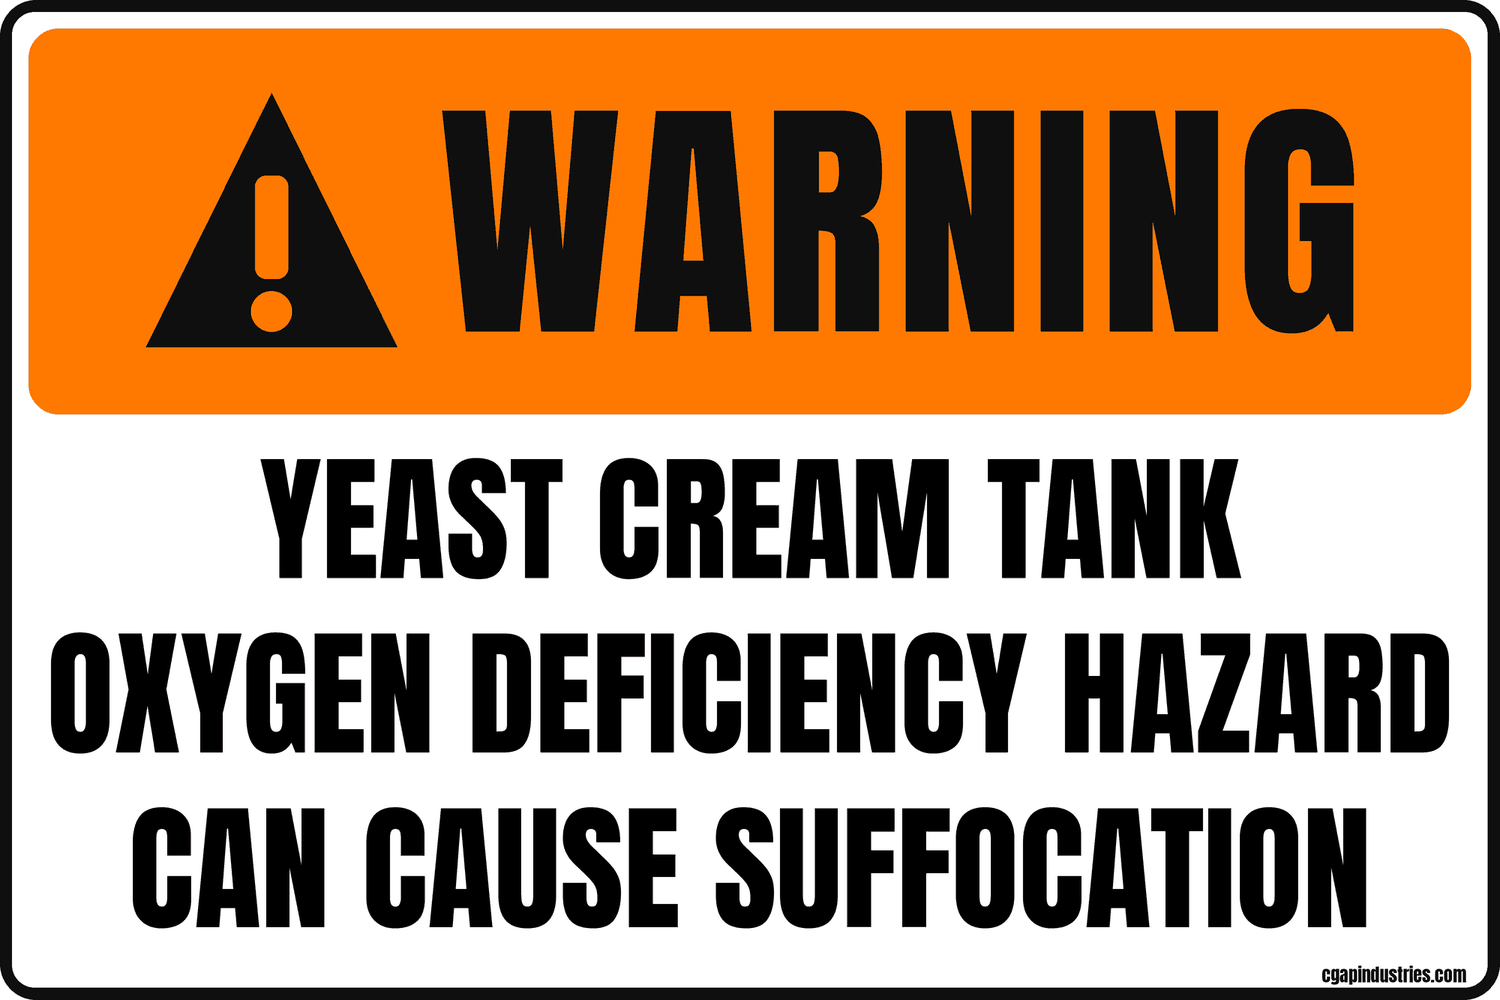 WARNING
YEAST CREAM TANK
OXYGEN DEFICIENCY HAZARD
CAN CAUSE SUFFOCATION
cgapindustries.com